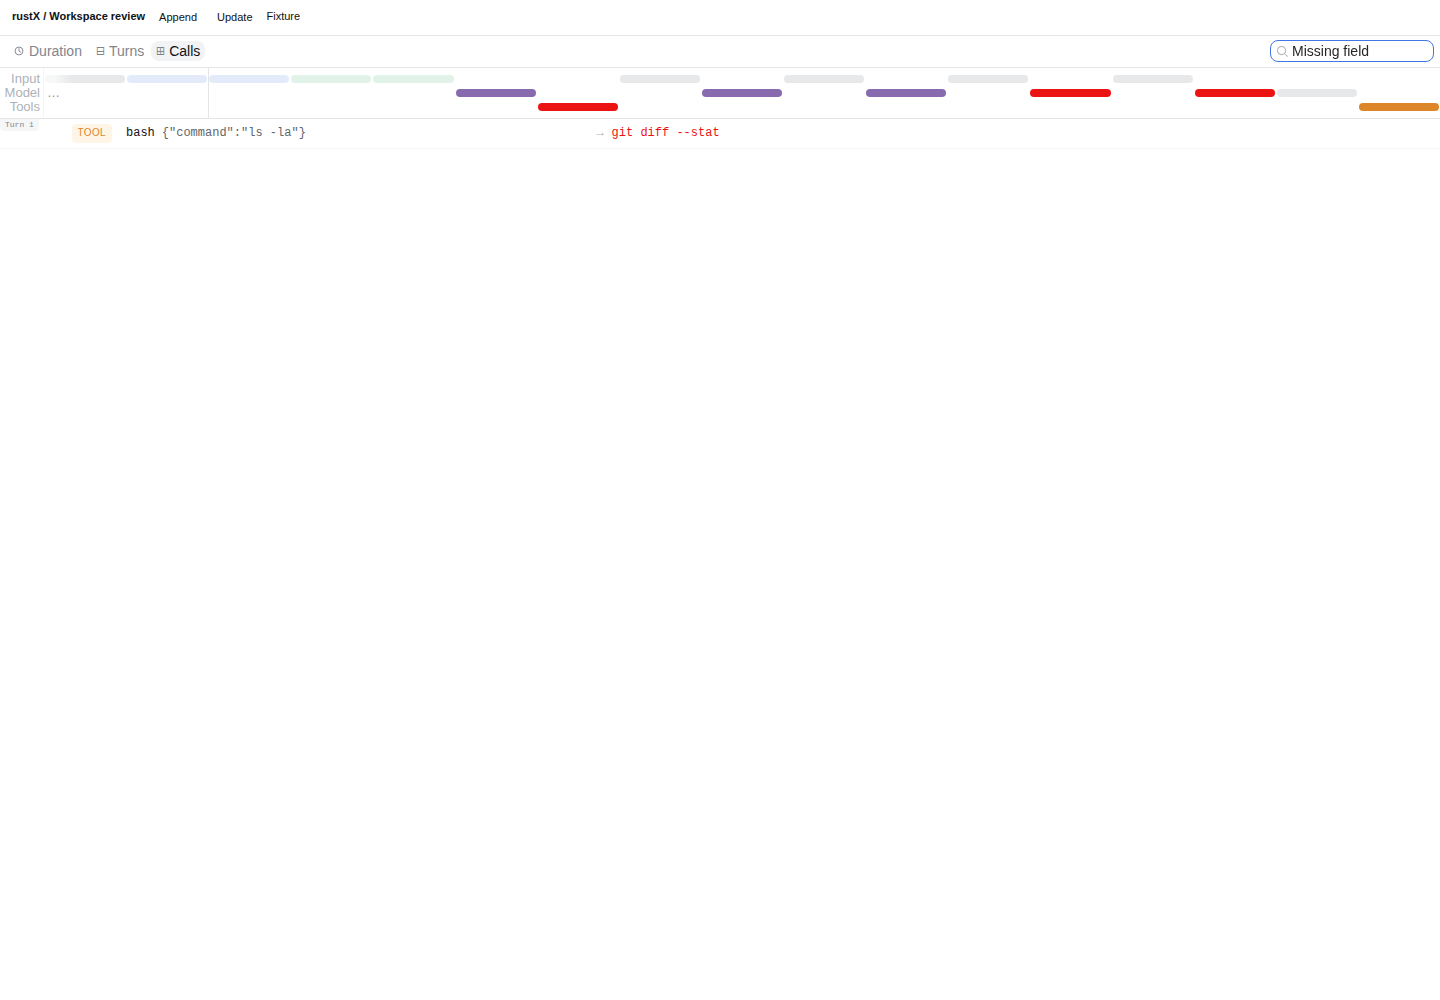 rustX / Workspace review Append Update Fixture
Duration Turns Calls Missing field
Input
Model ...
Tools
Turn 1
TOOL bash {"command":"ls -la"} → git diff --stat